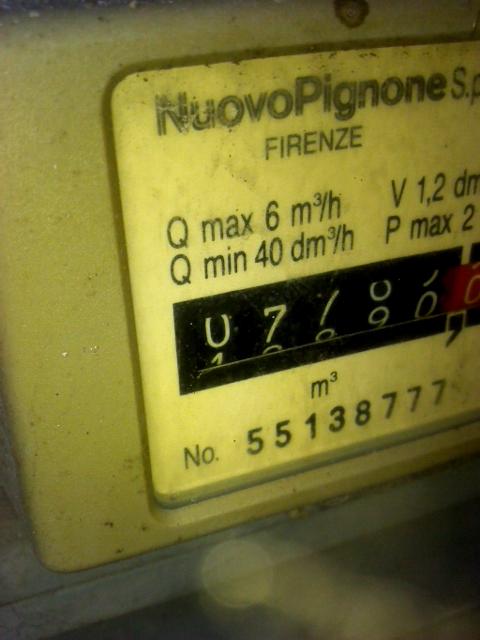 NuovoPignone S.p
FIRENZE
Q max 6 m³/h
V 1,2 dm
Q min 40 dm³/h
P max 2
m³
No. 55138777